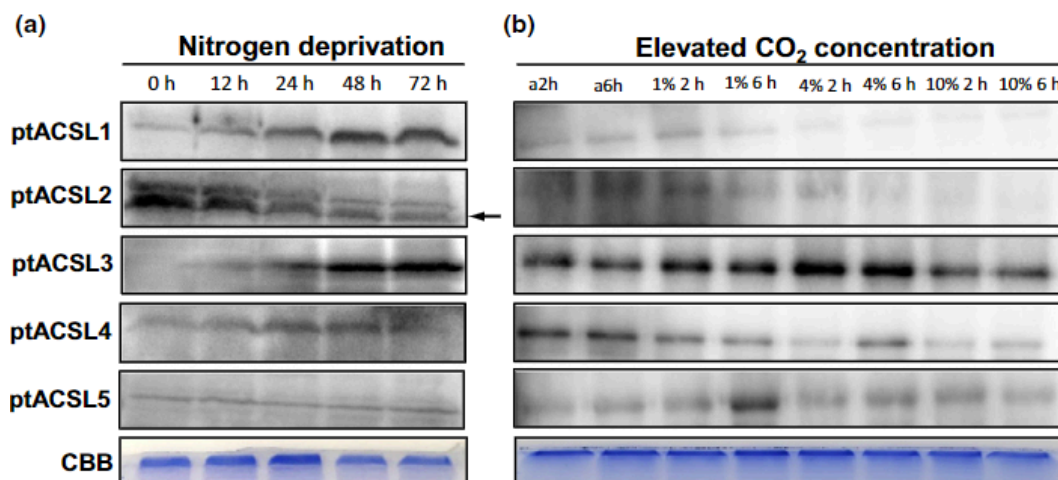 (a)
Nitrogen deprivation
0 h 12 h 24 h 48 h 72 h
ptACSL1
ptACSL2
ptACSL3
ptACSL4
ptACSL5
CBB
(b)
Elevated CO₂ concentration
a2h a6h 1% 2 h 1% 6 h 4% 2 h 4% 6 h 10% 2 h 10% 6 h